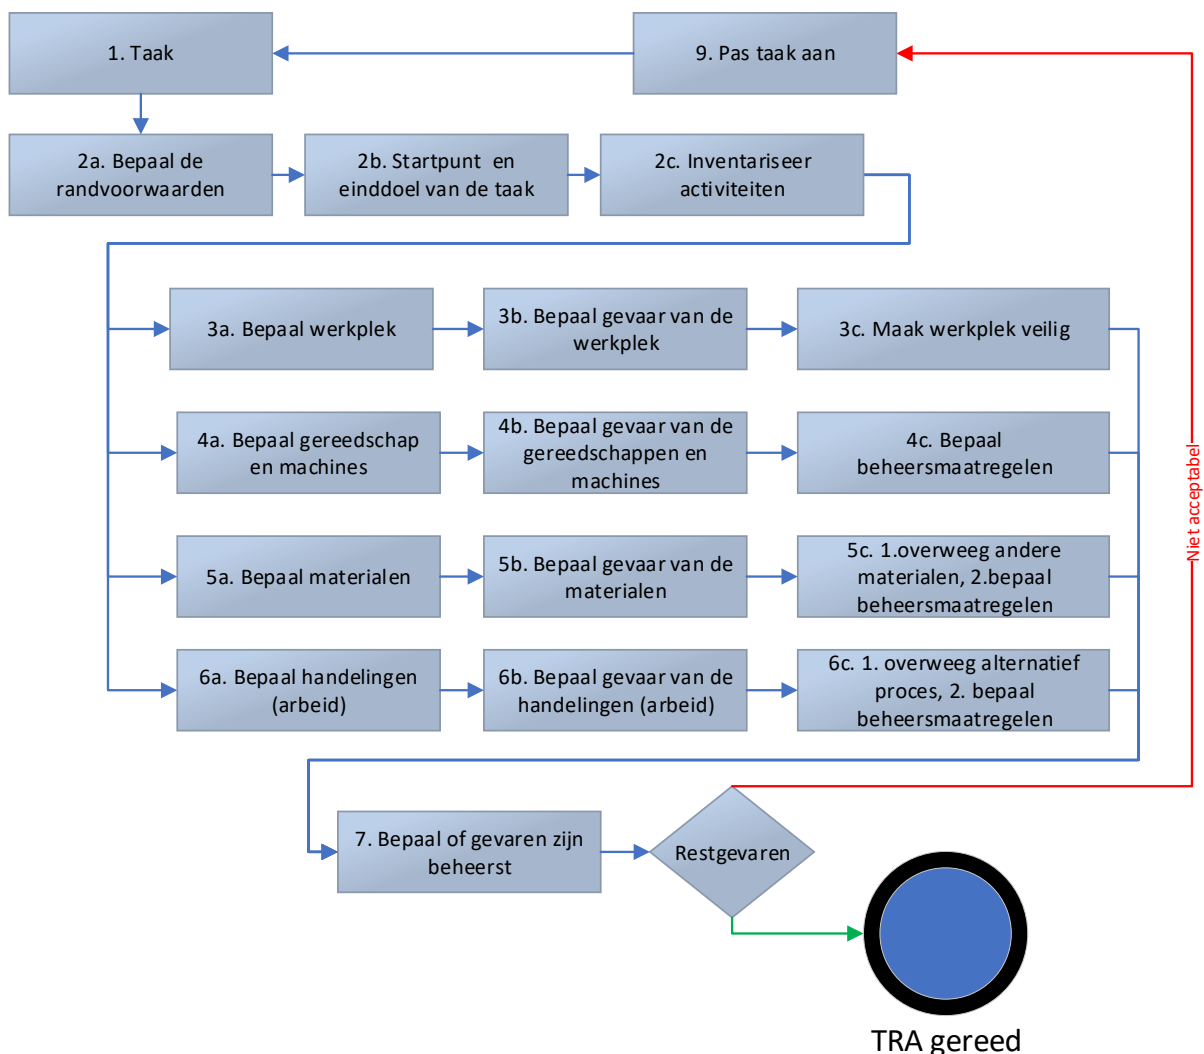 1. Taak
9. Pas taak aan
2a. Bepaal de
randvoorwaarden
2b. Startpunt en
einddoel van de taak
2c. Inventariseer
activiteiten
3a. Bepaal werkplek
3b. Bepaal gevaar van de
werkplek
3c. Maak werkplek veilig
4a. Bepaal gereedschap
en machines
4b. Bepaal gevaar van de
gereedschappen en
machines
4c. Bepaal
beheersmaatregelen
Niet acceptabel
5a. Bepaal materialen
5b. Bepaal gevaar van de
materialen
5c. 1.overweeg andere
materialen, 2.bepaal
beheersmaatregelen
6a. Bepaal handelingen
(arbeid)
6b. Bepaal gevaar van de
handelingen (arbeid)
6c. 1. overweeg alternatief
proces, 2. bepaal
beheersmaatregelen
7. Bepaal of gevaren zijn
beheerst
Restgevaren
TRA gereed